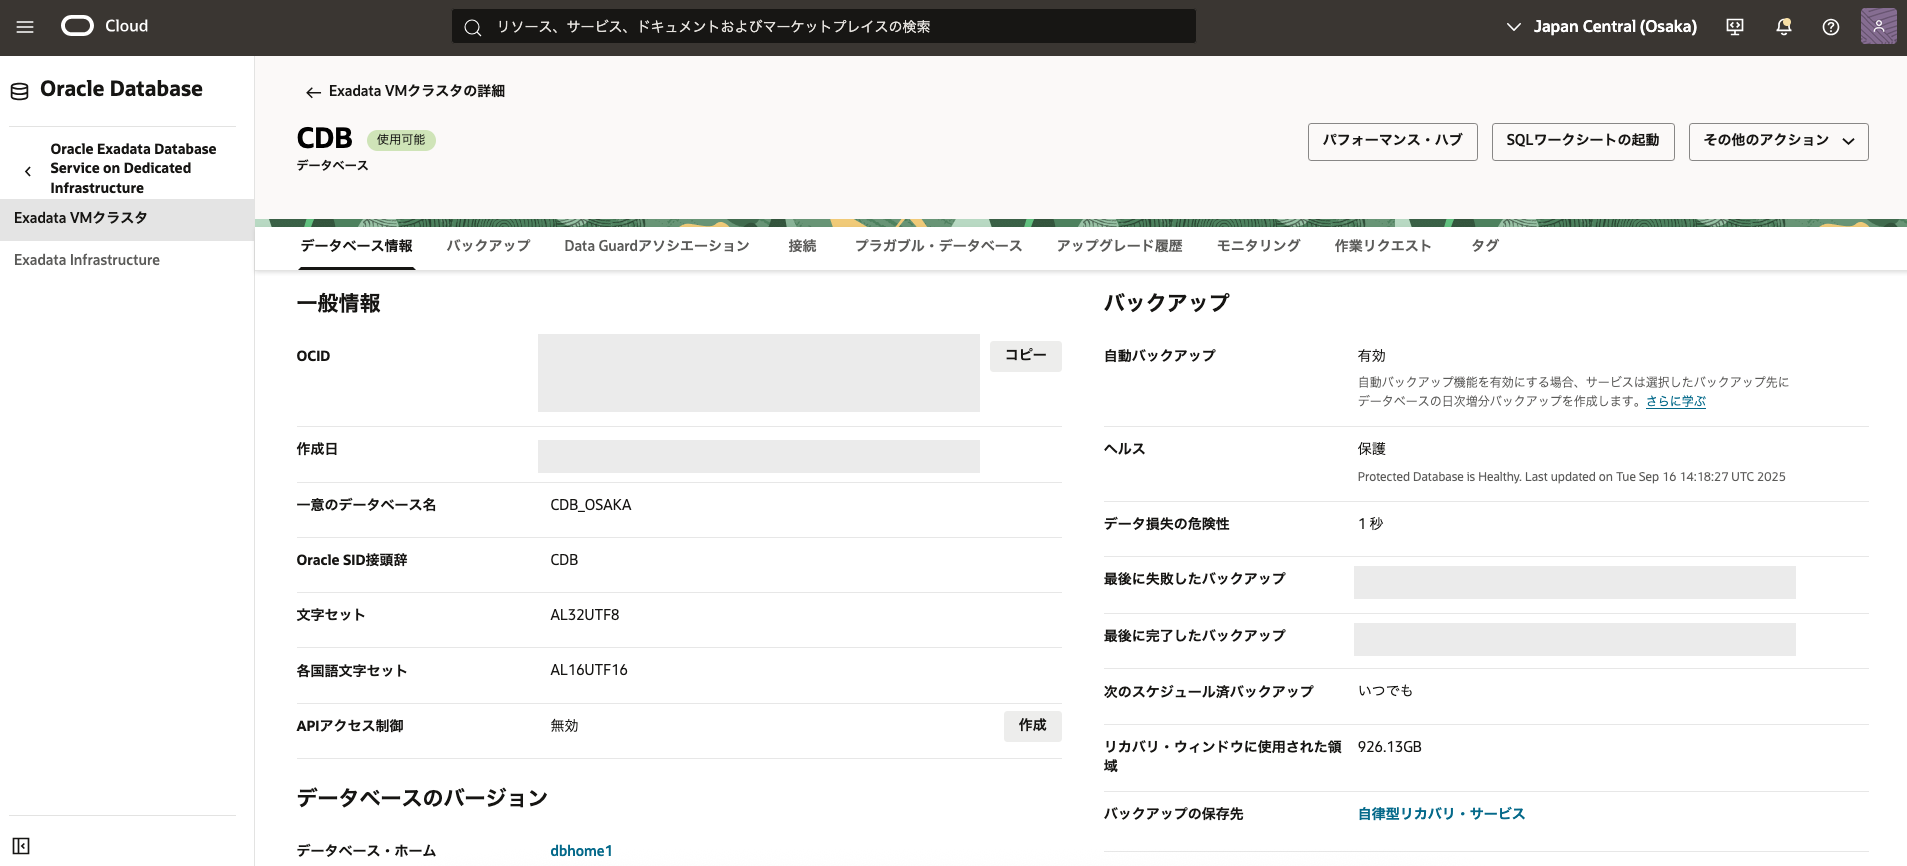 Cloud
リソース、サービス、ドキュメントおよびマーケットプレイスの検索
Japan Central (Osaka)
Oracle Database
Oracle Exadata Database
Service on Dedicated
Infrastructure
Exadata VMクラスタ
Exadata Infrastructure
Exadata VMクラスタの詳細
CDB
使用可能
データベース
パフォーマンス・ハブ
SQLワークシートの起動
その他のアクション
データベース情報
バックアップ
Data Guardアソシエーション
接続
プラガブル・データベース
アップグレード履歴
モニタリング
作業リクエスト
タグ
一般情報
OCID
コピー
作成日
一意のデータベース名
CDB_OSAKA
Oracle SID接頭辞
CDB
文字セット
AL32UTF8
各国語文字セット
AL16UTF16
APIアクセス制御
無効
作成
データベースのバージョン
データベース・ホーム
dbhome1
バックアップ
自動バックアップ
有効
自動バックアップ機能を有効にする場合、サービスは選択したバックアップ先に
データベースの日次増分バックアップを作成します。さらに学ぶ
ヘルス
保護
Protected Database is Healthy. Last updated on Tue Sep 16 14:18:27 UTC 2025
データ損失の危険性
1 秒
最後に失敗したバックアップ
最後に完了したバックアップ
次のスケジュール済バックアップ
いつでも
リカバリ・ウィンドウに使用された領
域
926.13GB
バックアップの保存先
自律型リカバリ・サービス